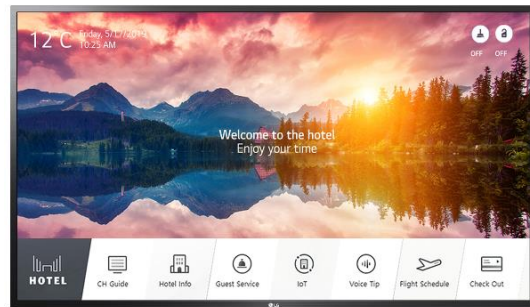 12°C
Friday, 5/17/2019
10:25 AM
OFF OFF
Welcome to the hotel
Enjoy your time
HOTEL
CH Guide
Hotel Info
Guest Service
IoT
Voice Tip
Flight Schedule
Check Out
LG